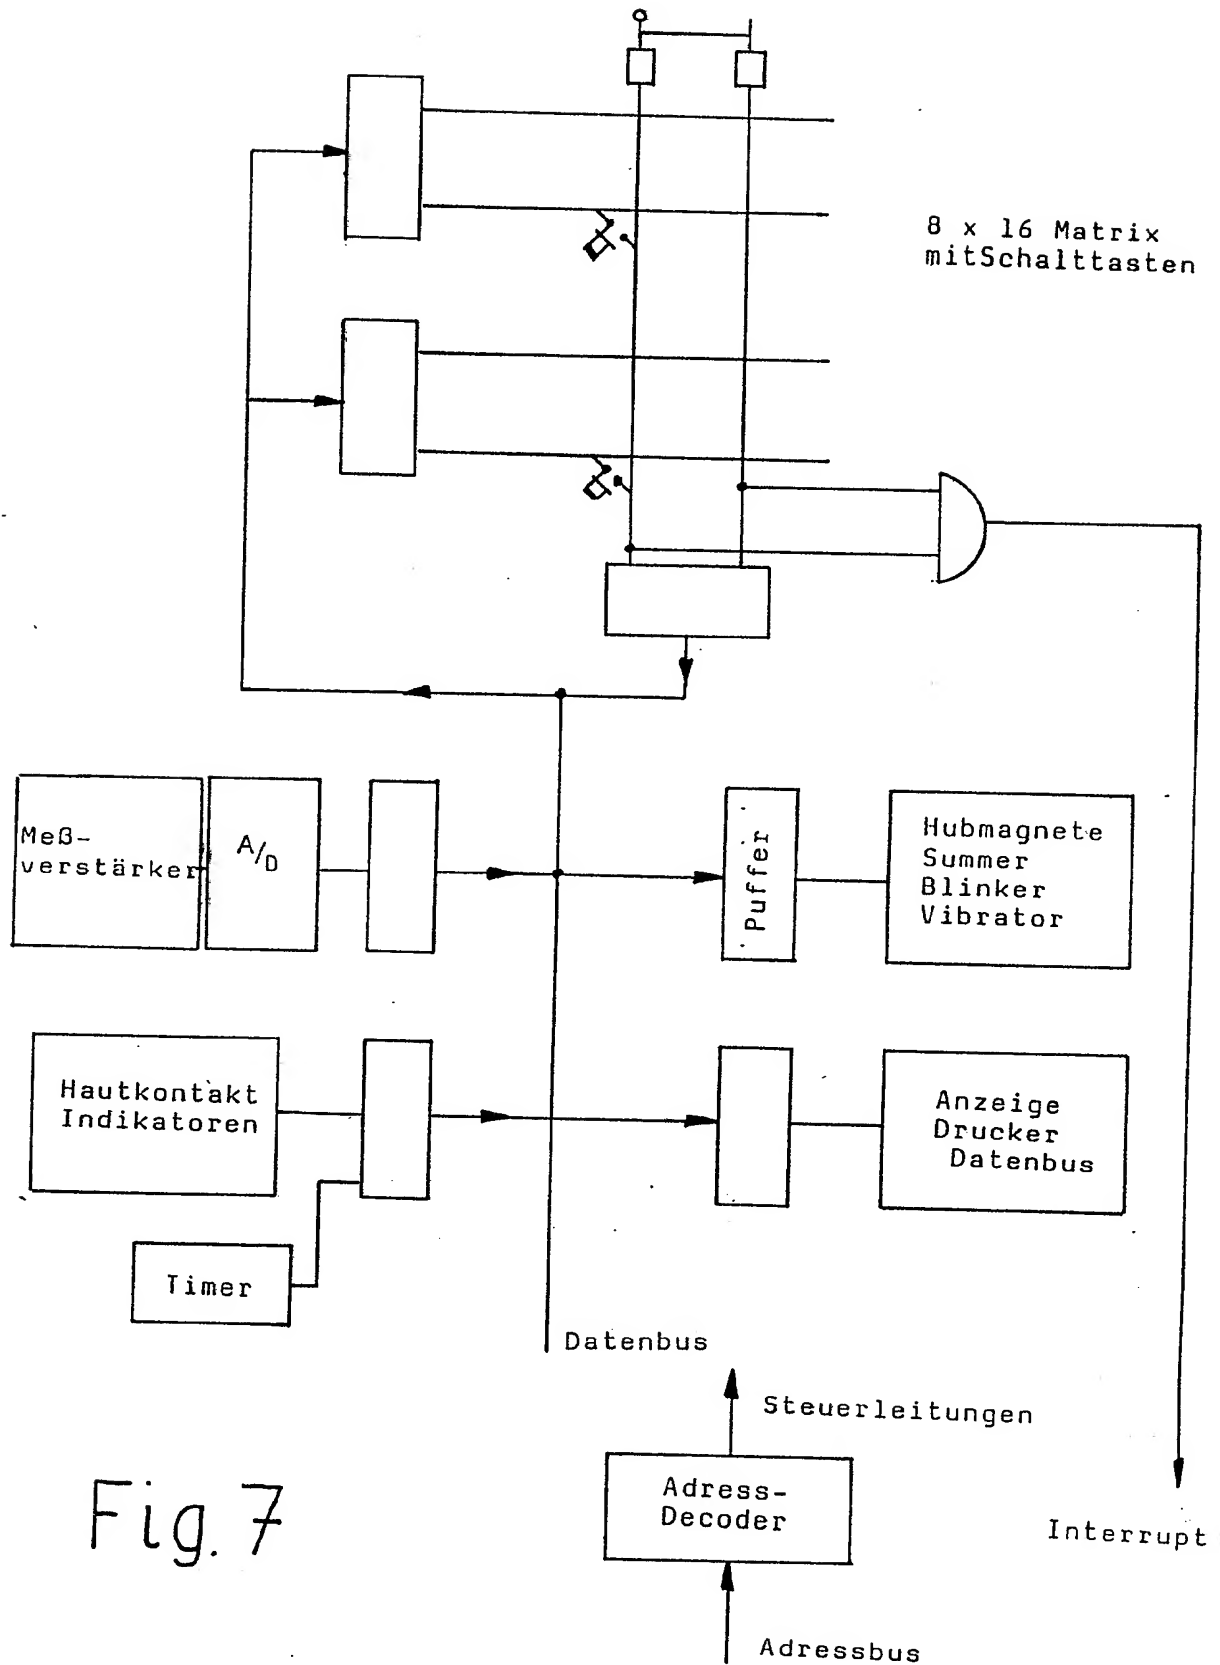 8 x 16 Matrix
mitSchalttasten
Meß-
verstärker
A/D
Puffer
Hubmagnete
Summer
Blinker
Vibrator
Hautkontakt
Indikatoren
Anzeige
Drucker
Datenbus
Timer
Datenbus
Steuerleitungen
Adress-
Decoder
Interrupt
Adressbus
Fig. 7